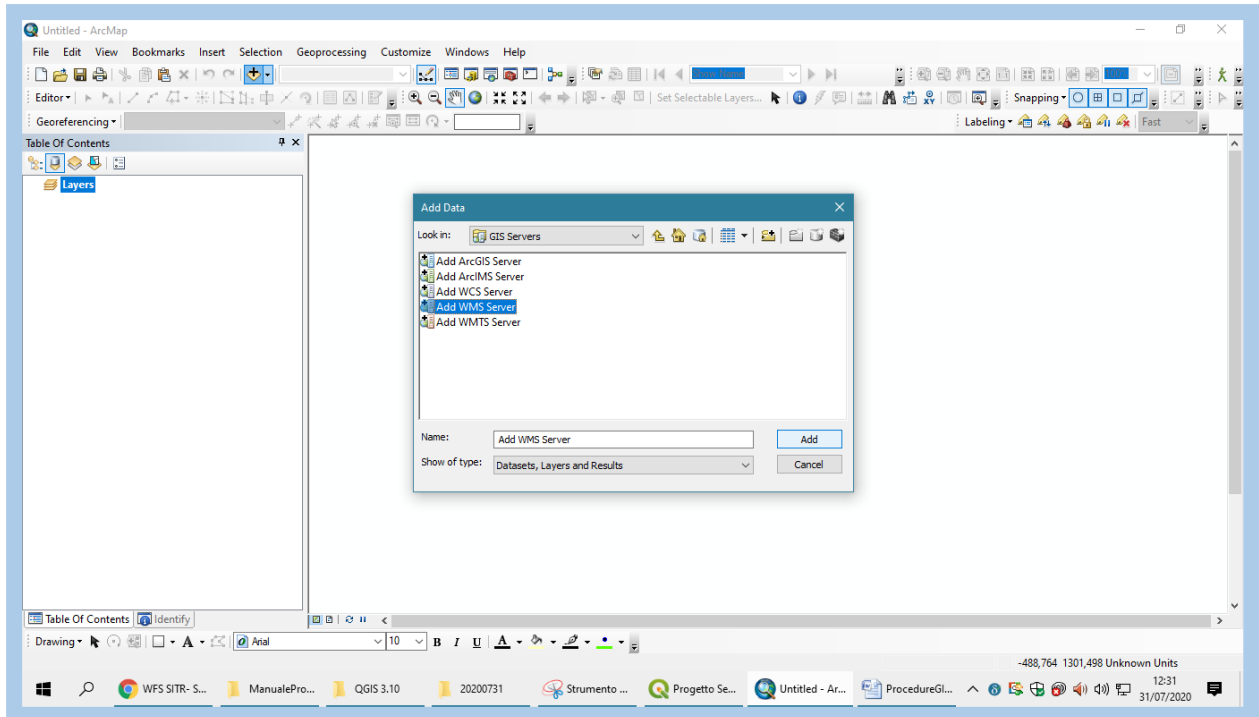 Untitled - ArcMap
File Edit View Bookmarks Insert Selection Geoprocessing Customize Windows Help
Show Name
Editor Set Selectable Layers... Snapping
Georeferencing Labeling Fast
Table Of Contents
Layers
Add Data
Look in: GIS Servers
Add ArcGIS Server
Add ArcIMS Server
Add WCS Server
Add WMS Server
Add WMTS Server
Name: Add WMS Server Add
Show of type: Datasets, Layers and Results Cancel
Table Of Contents Identify
Drawing A Arial 10 B I U A
-488,764 1301,498 Unknown Units
WFS SITR- S... ManualePro... QGIS 3.10 20200731 Strumento ... Progetto Se... Untitled - Ar... ProcedureGI... 12:31
31/07/2020